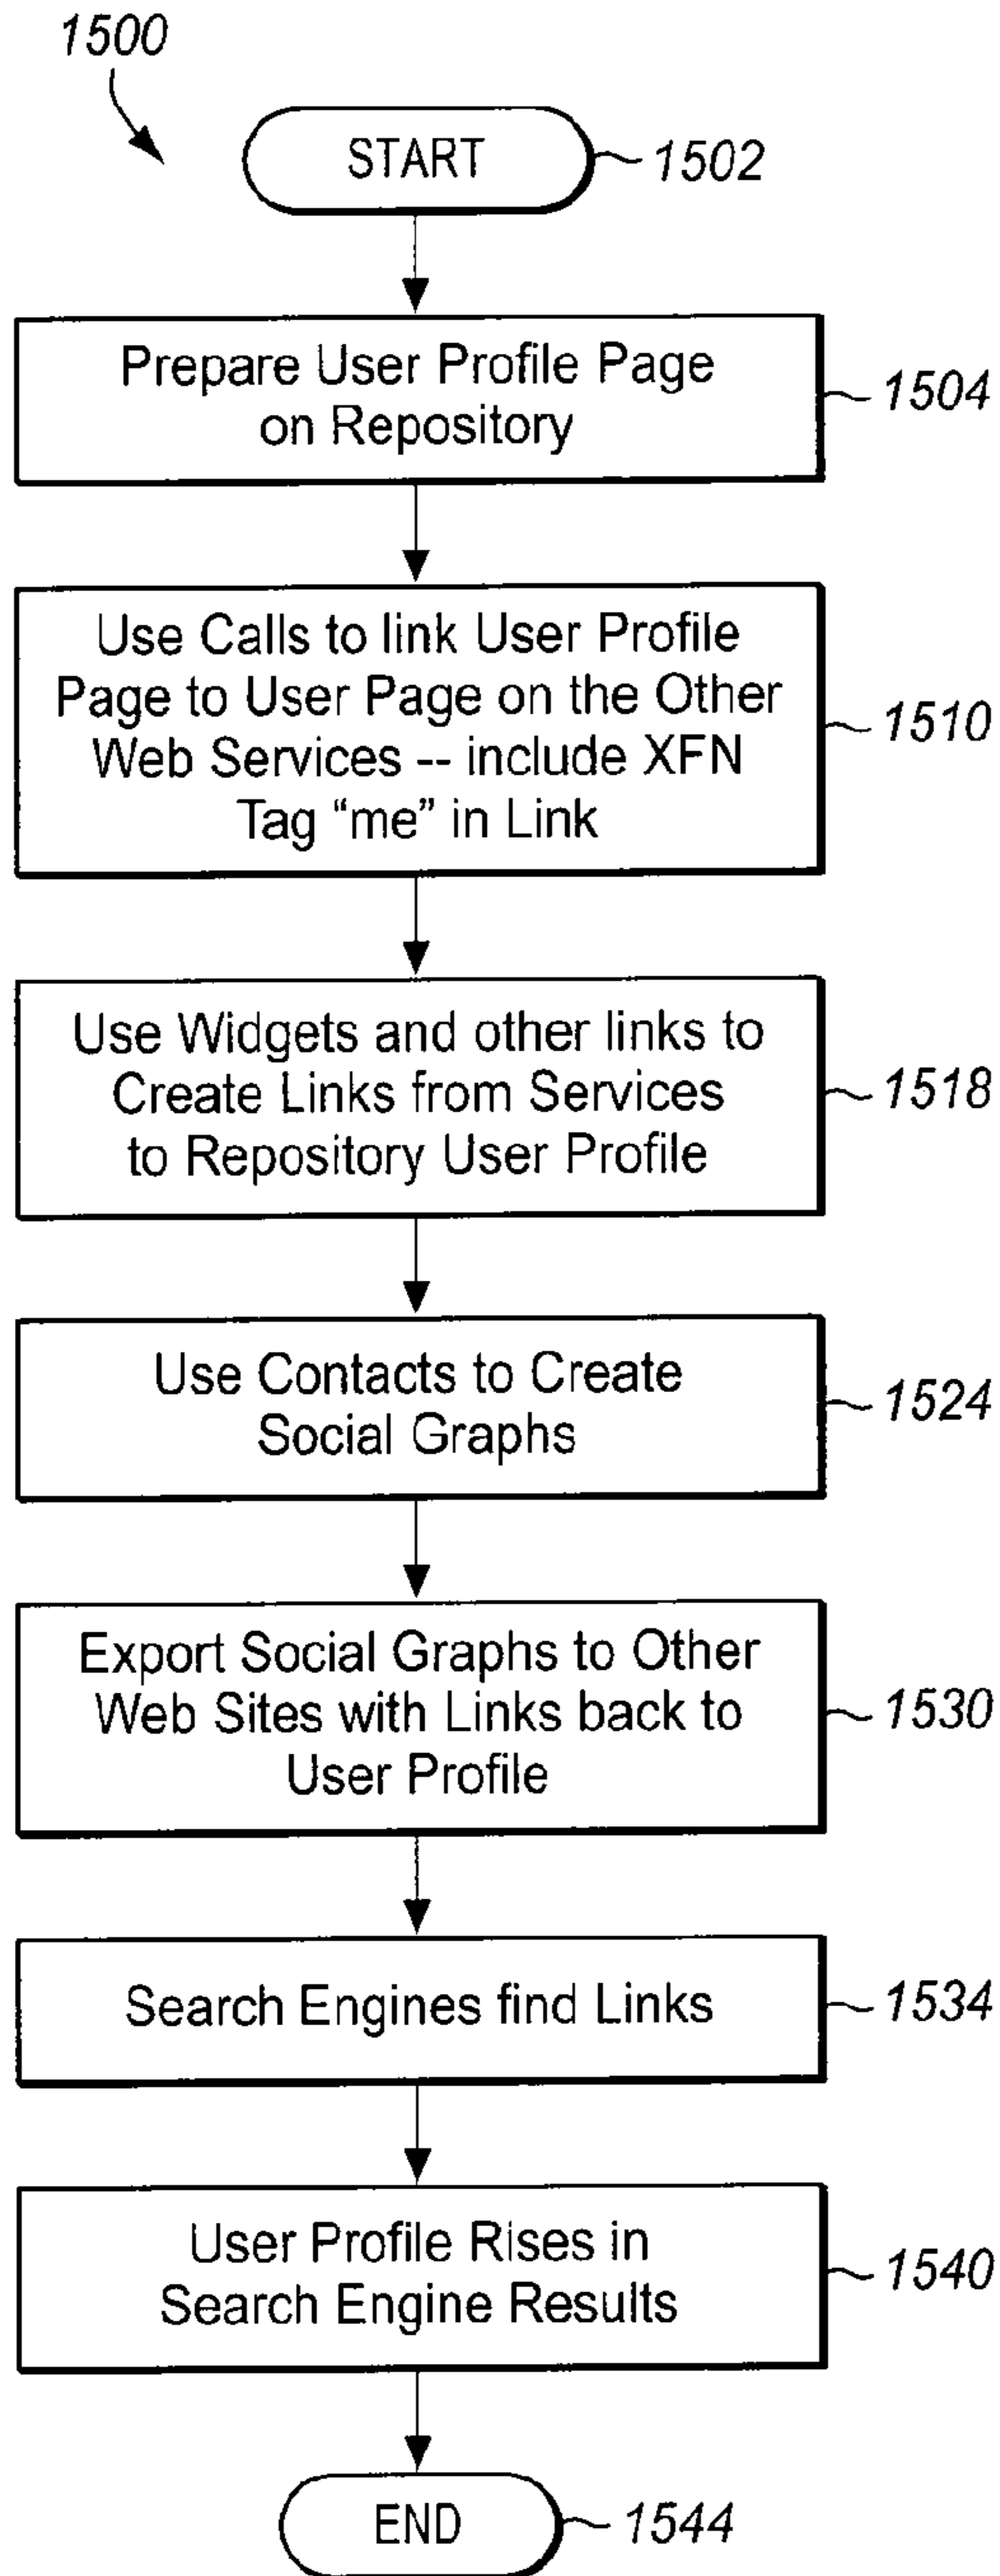 1500
START
1502
Prepare User Profile Page
on Repository
1504
Use Calls to link User Profile
Page to User Page on the Other
Web Services -- include XFN
Tag “me” in Link
1510
Use Widgets and other links to
Create Links from Services
to Repository User Profile
1518
Use Contacts to Create
Social Graphs
1524
Export Social Graphs to Other
Web Sites with Links back to
User Profile
1530
Search Engines find Links
1534
User Profile Rises in
Search Engine Results
1540
END
1544